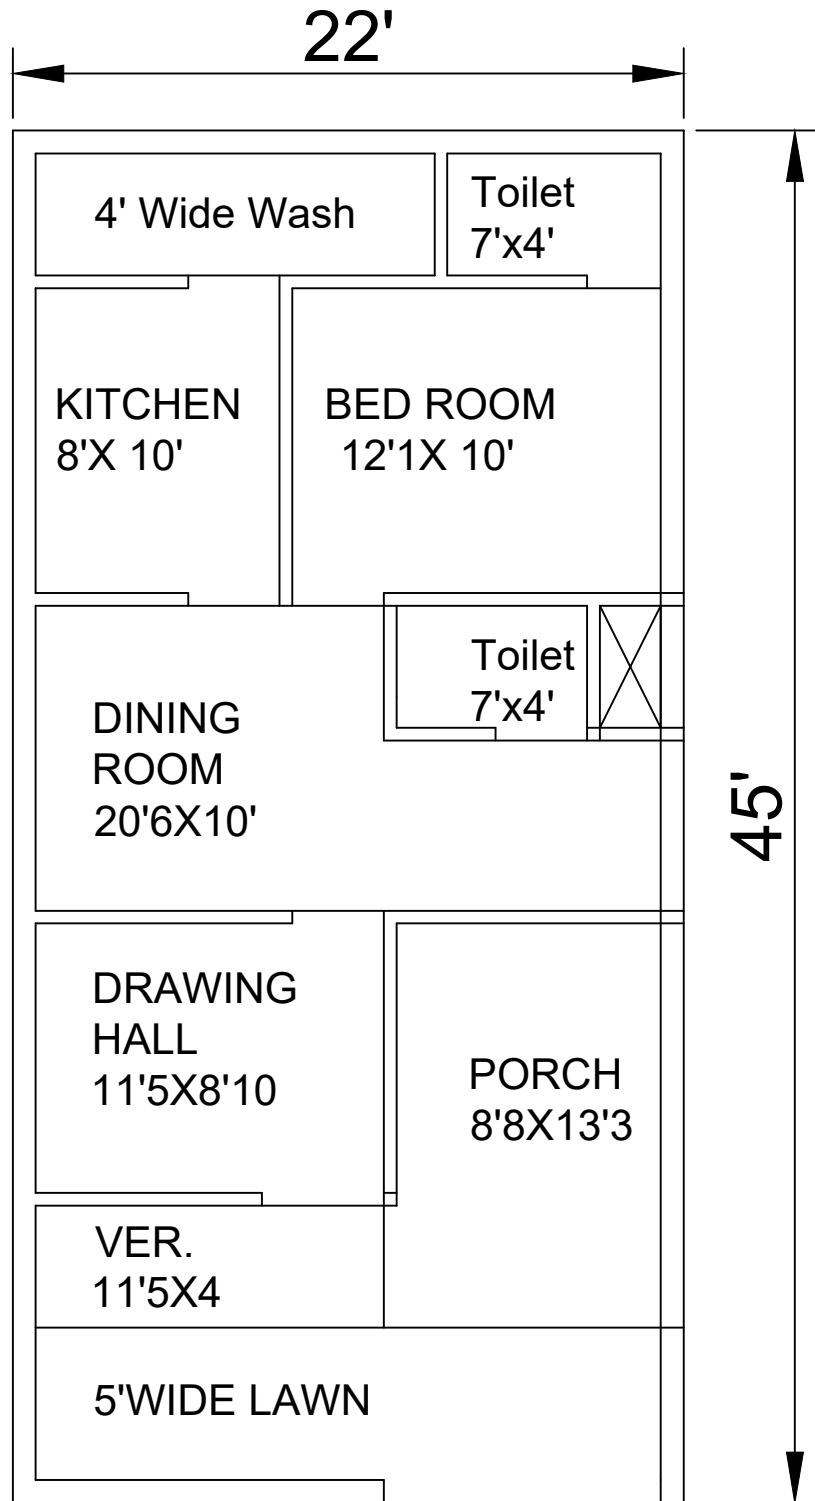 22'
4' Wide Wash
Toilet
7'x4'
KITCHEN
8'X 10'
BED ROOM
12'1X 10'
Toilet
7'x4'
DINING
ROOM
20'6X10'
45'
DRAWING
HALL
11'5X8'10
PORCH
8'8X13'3
VER.
11'5X4
5'WIDE LAWN